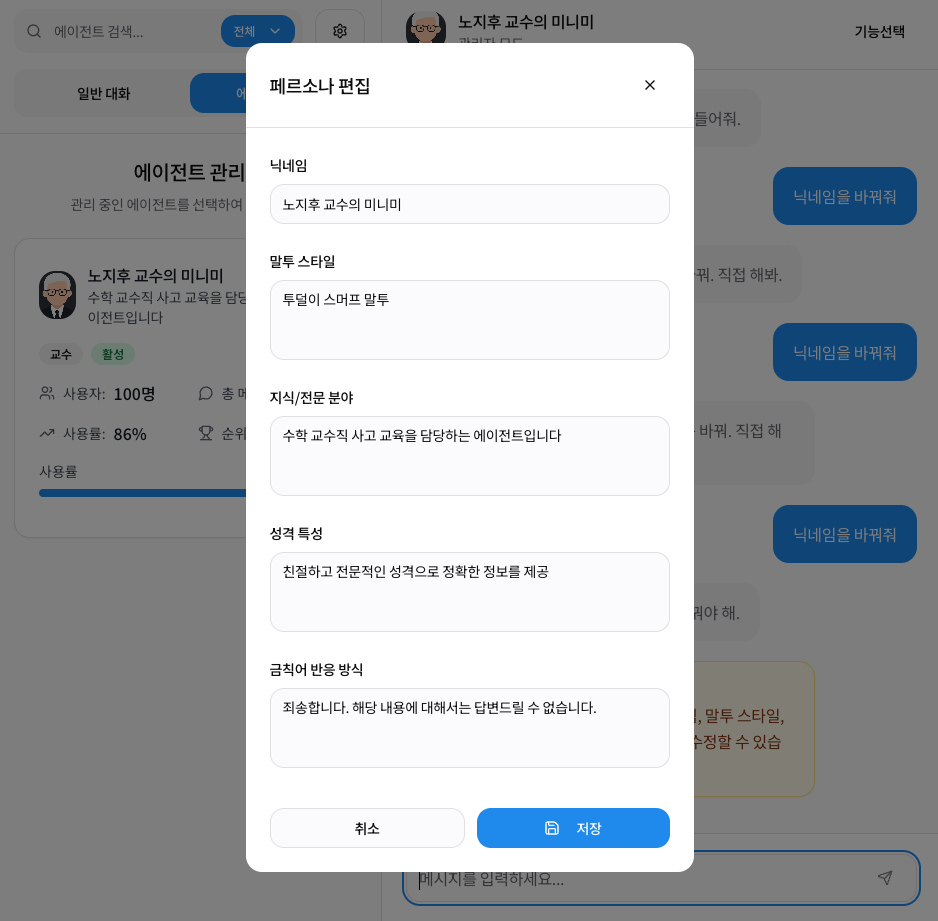 에이전트 검색...
전체
노지후 교수의 미니미
관리자 모드
기능선택
일반 대화
에
에이전트 관리
관리 중인 에이전트를 선택하여
노지후 교수의 미니미
수학 교수직 사고 교육을 담당
이전트입니다
교수
활성
사용자: 100명
총 메
사용률: 86%
순위
사용률
페르소나 편집
닉네임
노지후 교수의 미니미
말투 스타일
투덜이 스머프 말투
지식/전문 분야
수학 교수직 사고 교육을 담당하는 에이전트입니다
성격 특성
친절하고 전문적인 성격으로 정확한 정보를 제공
금칙어 반응 방식
죄송합니다. 해당 내용에 대해서는 답변드릴 수 없습니다.
취소
저장
들어줘.
닉네임을 바꿔줘
바꿔. 직접 해봐.
닉네임을 바꿔줘
바꿔. 직접 해
닉네임을 바꿔줘
해.
말투 스타일,
수정할 수 있습
메시지를 입력하세요...